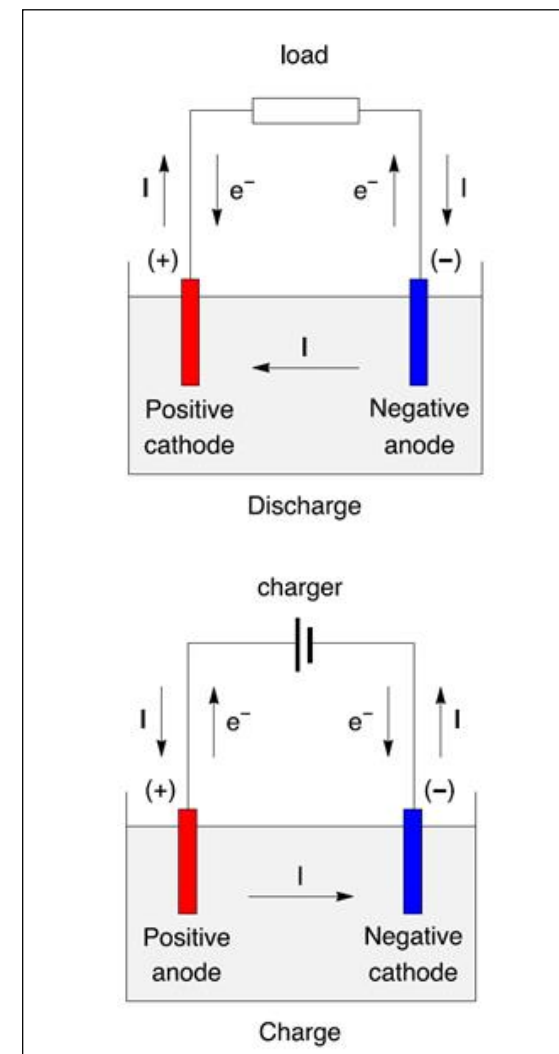 load
I e⁻ e⁻ I
(+) (−)
I
Positive cathode
Negative anode
Discharge
charger
I e⁻ e⁻ I
(+) (−)
I
Positive anode
Negative cathode
Charge